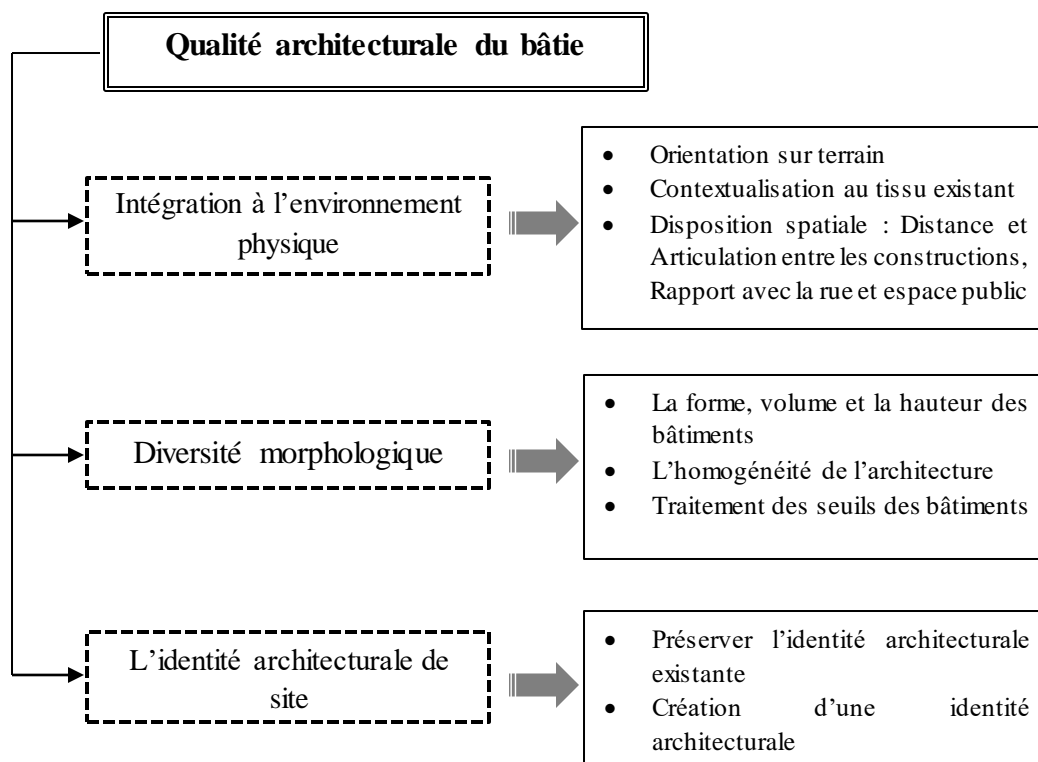 Qualité architecturale du bâtie
Intégration à l’environnement
physique
• Orientation sur terrain
• Contextualisation au tissu existant
• Disposition spatiale : Distance et
Articulation entre les constructions,
Rapport avec la rue et espace public
Diversité morphologique
• La forme, volume et la hauteur des
bâtiments
• L’homogénéité de l’architecture
• Traitement des seuils des bâtiments
L’identité architecturale de
site
• Préserver l’identité architecturale
existante
• Création d’une identité
architecturale